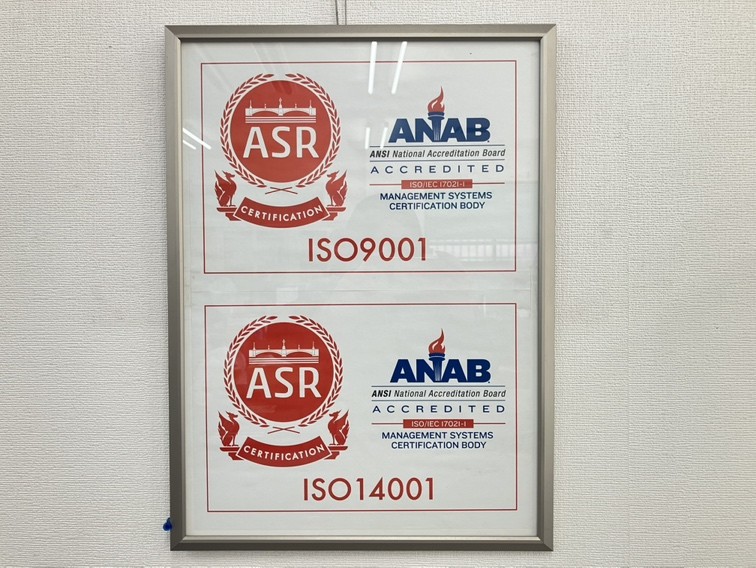 ASR
CERTIFICATION
ANAB
ANSI National Accreditation Board
ACCREDITED
ISO/IEC 17021-1
MANAGEMENT SYSTEMS
CERTIFICATION BODY
ISO9001
ASR
CERTIFICATION
ANAB
ANSI National Accreditation Board
ACCREDITED
ISO/IEC 17021-1
MANAGEMENT SYSTEMS
CERTIFICATION BODY
ISO14001